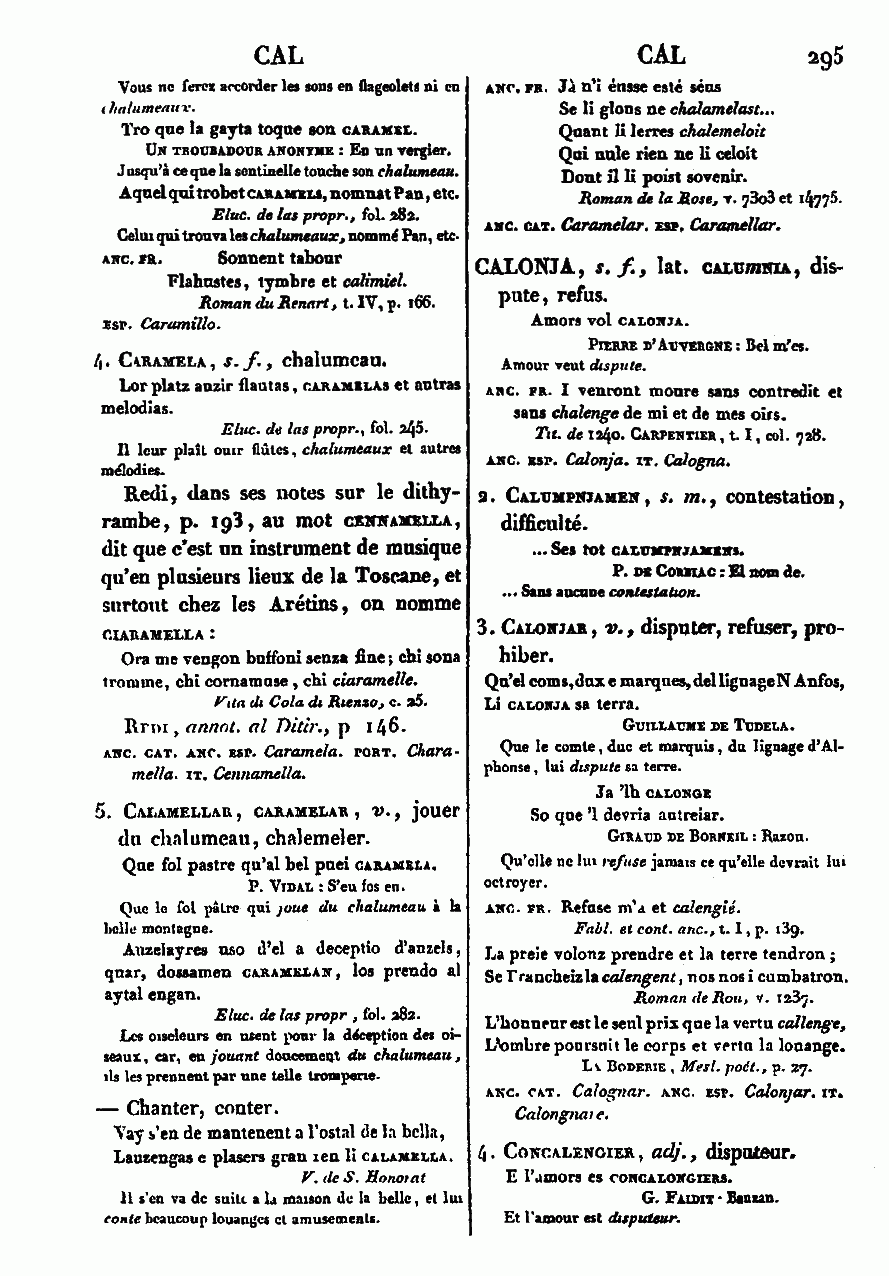 CAL
CAL
295
Vous ne ferez accorder les sons en flageolets ni en
chalumeaux.
Tro que la gayta toque son CARAMEL.
UN TROUBADOUR ANONYME : En un vergier.
Jusqu'à ce que la sentinelle touche son chalumeau.
Aquel qui trobet CARAMELS, nomnat Pan, etc.
Eluc. de las propr., fol. 282.
Celui qui trouva les chalumeaux, nommé Pan, etc.
ANC. FR. Sonnent tabour
Flahustes, tymbre et calimiel.
Roman du Renart, t. IV, p. 166.
ESP. Caramillo.
4. CARAMELA, s. f., chalumeau.
Lor platz auzir flautas, CARAMELAS et autras
melodias.
Eluc. de las propr., fol. 245.
Il leur plaît ouir flûtes, chalumeaux et autres
mélodies.
Redi, dans ses notes sur le dithy-
rambe, p. 193, au mot CENNAMELLA,
dit que c'est un instrument de musique
qu'en plusieurs lieux de la Toscane, et
surtout chez les Arétins, on nomme
CIARAMELLA :
Ora me vengon buffoni senza fine; chi sona
tromme, chi cornamuse, chi ciaramelle.
Vita di Cola di Rienzo, c. 25.
REDI, annot. al Ditir., p 146.
ANC. CAT. ANC. ESP. Caramela. PORT. Chara-
mella. IT. Cennamella.
5. CALAMELLAR, CARAMELAR, v., jouer
du chalumeau, chalemeler.
Que fol pastre qu'al bel puei CARAMELA.
P. VIDAL : S'eu fos en.
Que le fol pâtre qui joue du chalumeau à la
belle montagne.
Auzelayres uso d'el a deceptio d'auzels,
quar, dossamen CARAMELAN, los prendo al
aytal engan.
Eluc. de las propr, fol. 282.
Les oiseleurs en usent pour la déception des oi-
seaux, car, en jouant doucement du chalumeau,
ils les prennent par une telle tromperie.
— Chanter, conter.
Vay s'en de mantenent a l'ostal de la bella,
Lauzengas e plasers gran ren li CALAMELLA.
V. de S. Honorat
Il s'en va de suite a la maison de la belle, et lui
conte beaucoup louanges et amusements.
ANC. FR. Jà n'i éusse esté séus
Se li glous ne chalamelast...
Quant li lerres chalemeloit
Qui nule rien ne li celoit
Dont il li poist sovenir.
Roman de la Rose, v. 7303 et 14775.
ANC. CAT. Caramelar. ESP. Caramellar.
CALONJA, s. f., lat. CALUmNIA, dis-
pute, refus.
Amors vol CALONJA.
PIERRE D'AUVERGNE : Bel m'es.
Amour veut dispute.
ANC. FR. I venront moure sans contredit et
sans chalenge de mi et de mes oirs.
Tit. de 1240. CARPENTIER, t. I, col. 728.
ANC. ESP. Calonja. IT. Calogna.
2. CALUMPNJAMEN, s. m., contestation,
difficulté.
...Ses tot CALUMPNJAMENS.
P. DE CORBIAC : El nom de.
...Sans aucune contestation.
3. CALONJAR, v., disputer, refuser, pro-
hiber.
Qu'el coms, dux e marques, del lignage N Anfos,
Li CALONJA sa terra.
GUILLAUME DE TUDELA.
Que le comte, duc et marquis, du lignage d'Al-
phonse, lui dispute sa terre.
Ja 'lh CALONGE
So que 'l devria autreiar.
GIRAUD DE BORNEIL : Razon.
Qu'elle ne lui refuse jamais ce qu'elle devrait lui
octroyer.
ANC. FR. Refuse m'a et calengié.
Fabl. et cont. anc., t. I, p. 139.
La preie volonz prendre et la terre tendron;
Se Francheiz la calengent, nos nos i cumbatron.
Roman de Rou, v. 1237.
L'honneur est le seul prix que la vertu callenge,
L'ombre poursuit le corps et vertu la louange.
LA BODERIE, Mesl. poét., p. 27.
ANC. CAT. Calognar. ANC. ESP. Calonjar. IT.
Calongnare.
4. CONCALENGIER, adj., disputeur.
E l'amors es CONCALONGIERS.
G. FAIDIT · Bauzan.
Et l'amour est disputeur.